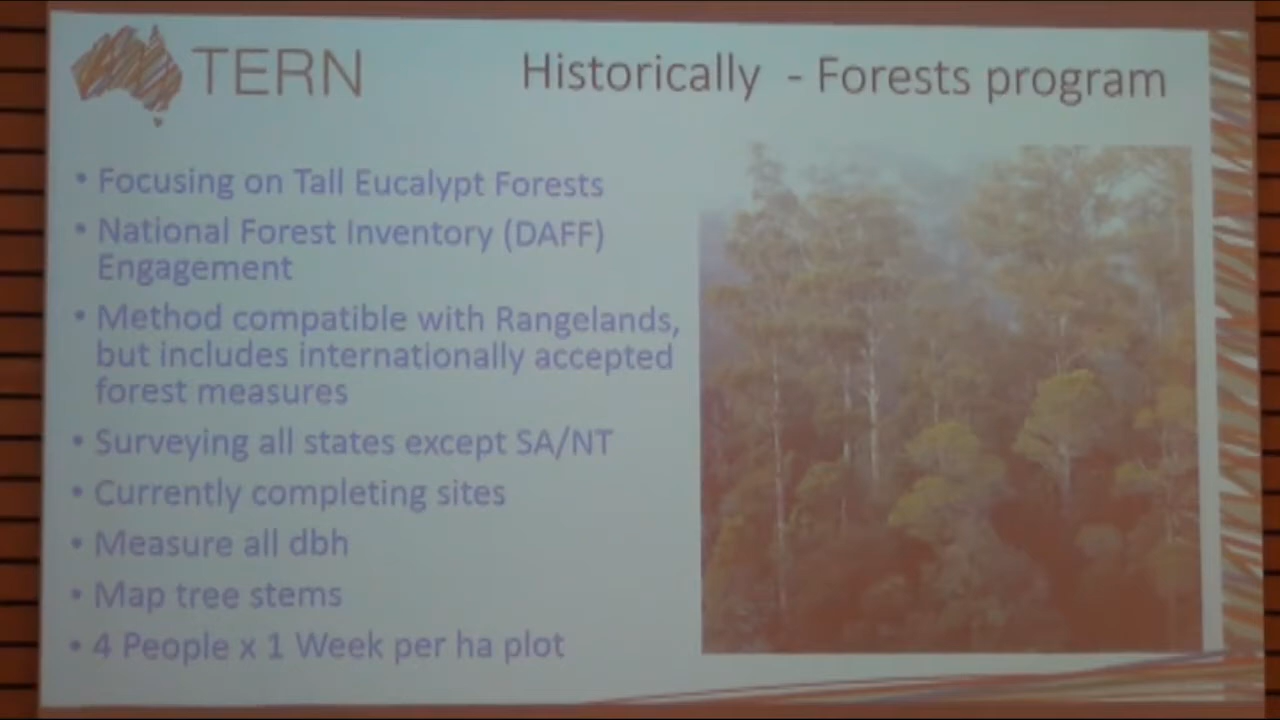 TERN
Historically - Forests program
• Focusing on Tall Eucalypt Forests
• National Forest Inventory (DAFF)
Engagement
• Method compatible with Rangelands,
but includes internationally accepted
forest measures
• Surveying all states except SA/NT
• Currently completing sites
• Measure all dbh
• Map tree stems
• 4 People x 1 Week per ha plot